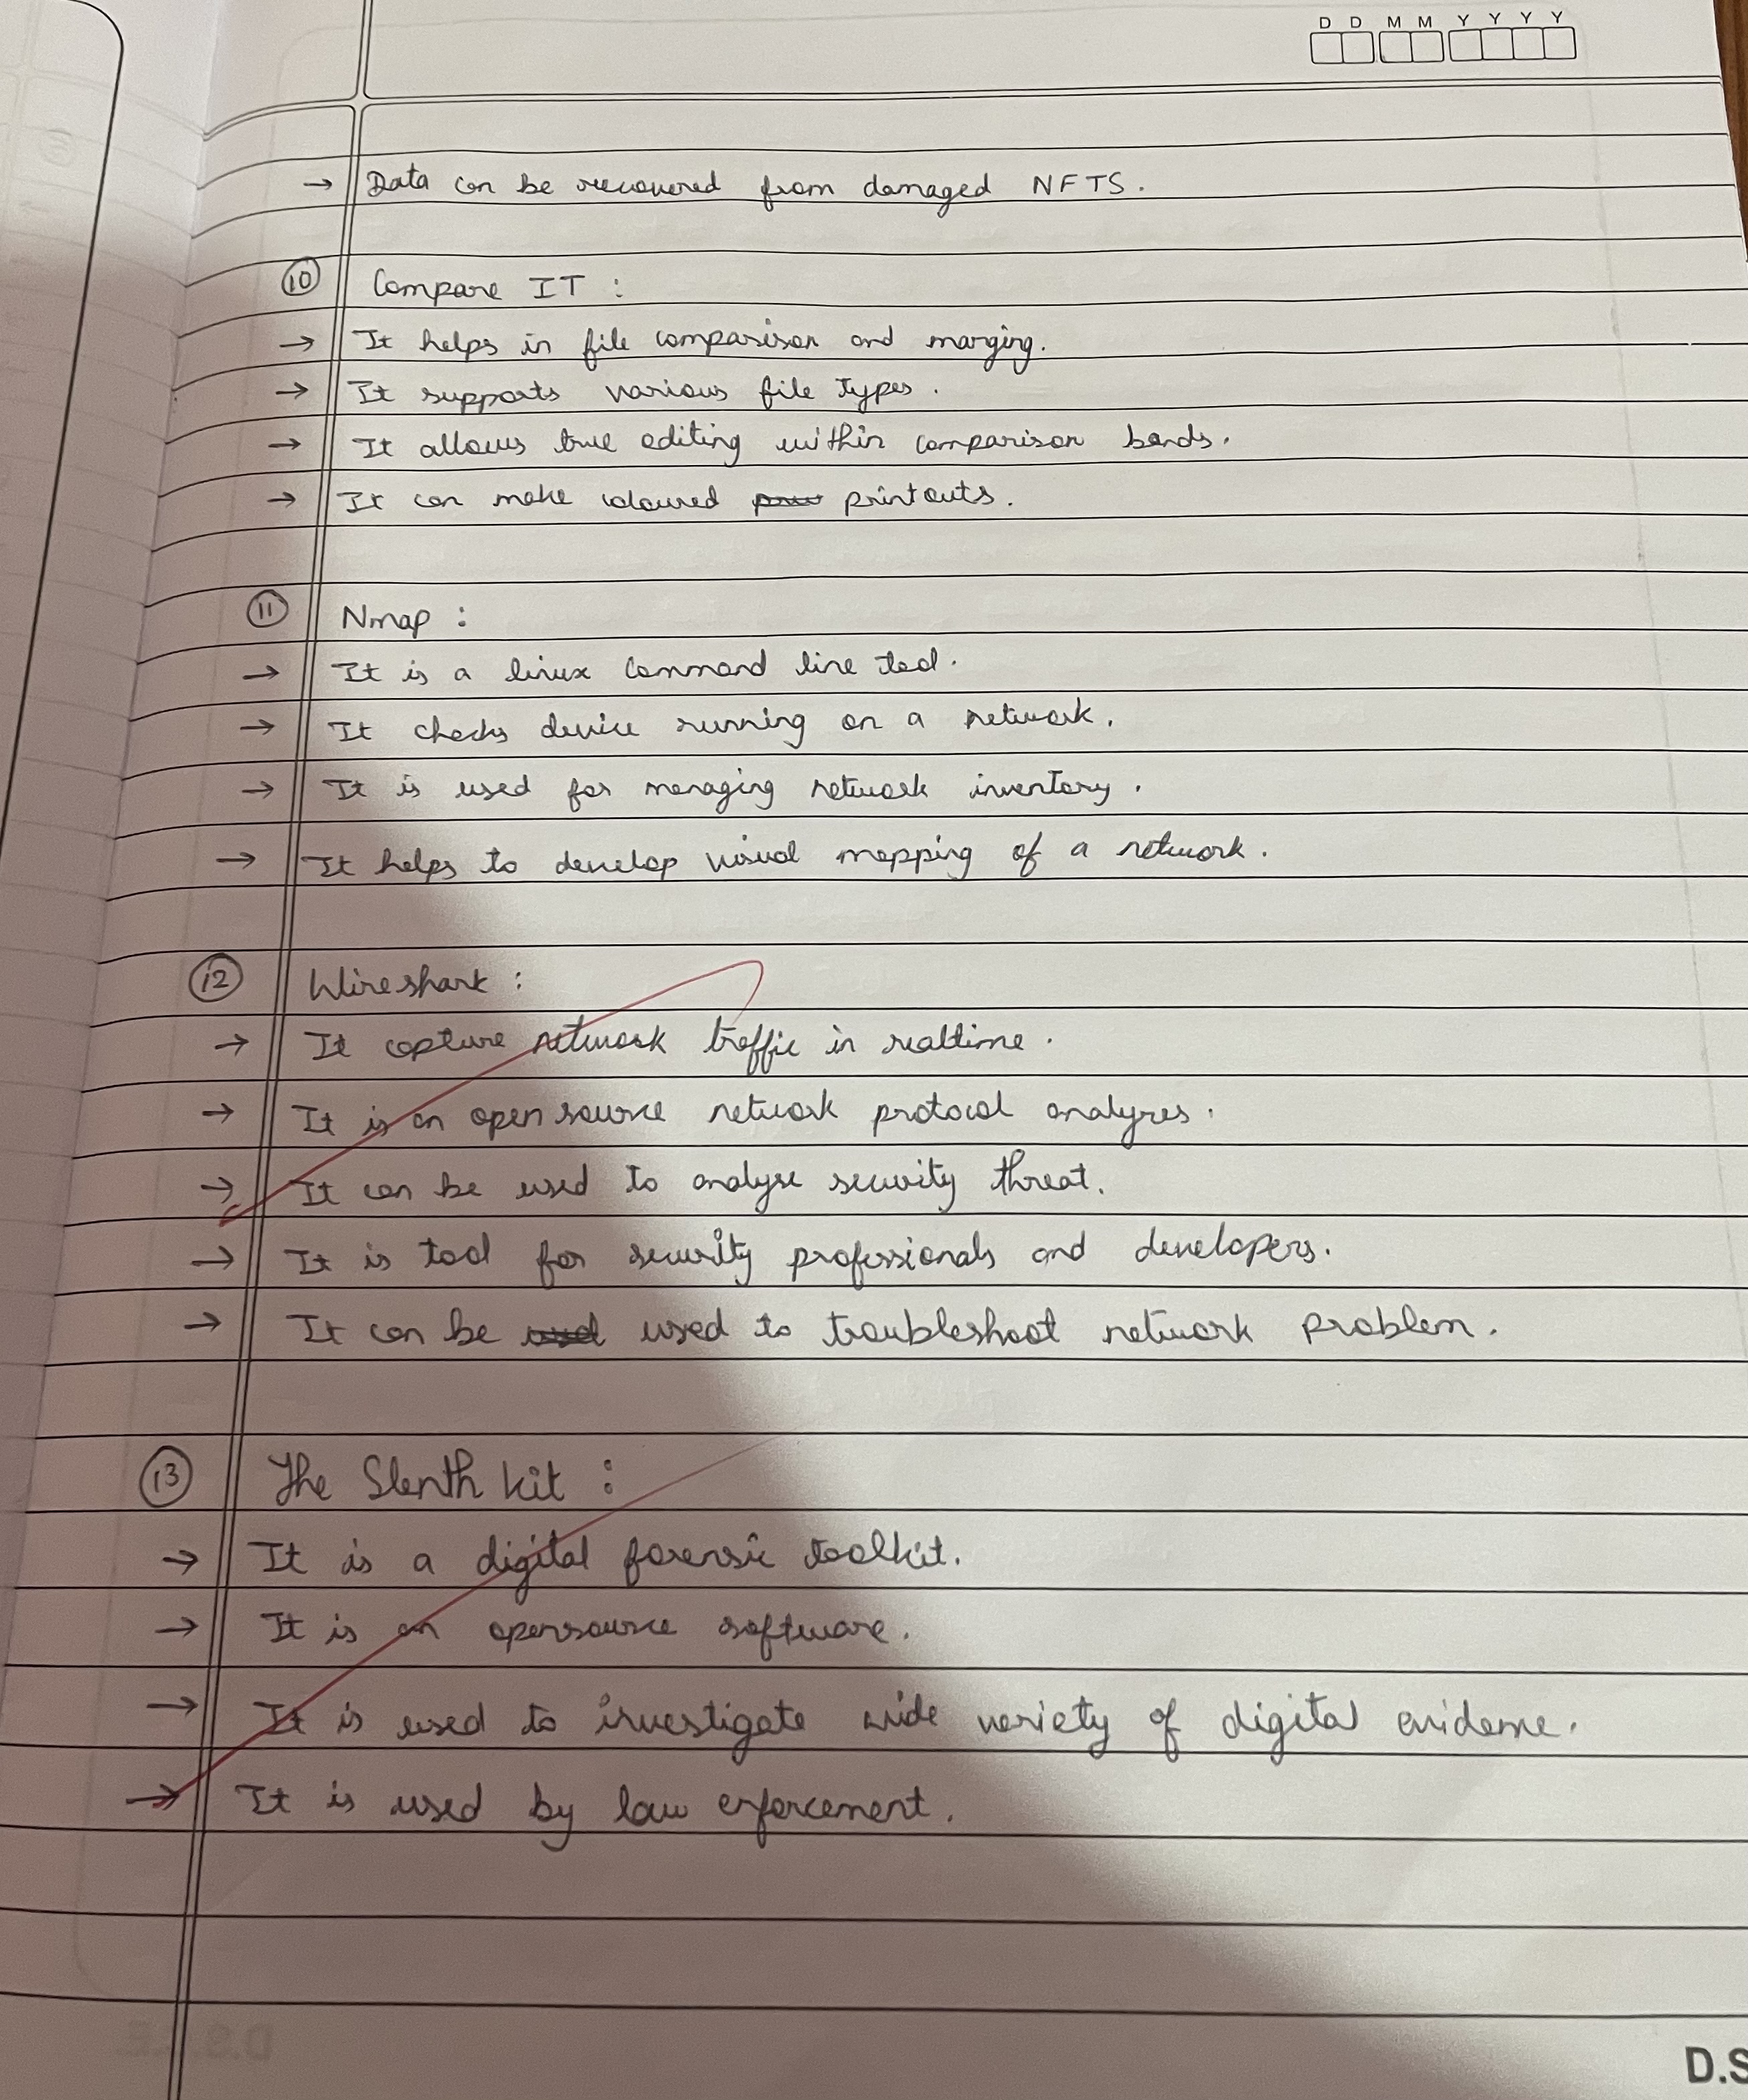 D D M M Y Y Y Y
→ Data can be recovered from damaged NFTS.
10 Compare IT :
→ It helps in file comparison and marging.
→ It supports various file types.
→ It allows true editing within comparison bands.
→ It can make coloured printouts.
11 Nmap :
→ It is a linux command line tool.
→ It checks device running on a network.
→ It is used for managing network inventory.
→ It helps to develop visual mapping of a network.
12 Wireshark :
→ It capture network traffic in realtime.
→ It is an open source network protocol analyres.
→ It can be used to analyse security threat.
→ It is tool for security professionals and developers.
→ It can be used to troubleshoot network problem.
13 The Slenth kit :
→ It is a digital forensic toolkit.
→ It is an opensource software.
→ It is used to investigate wide variety of digital evidence.
→ It is used by law enforcement.
D.S